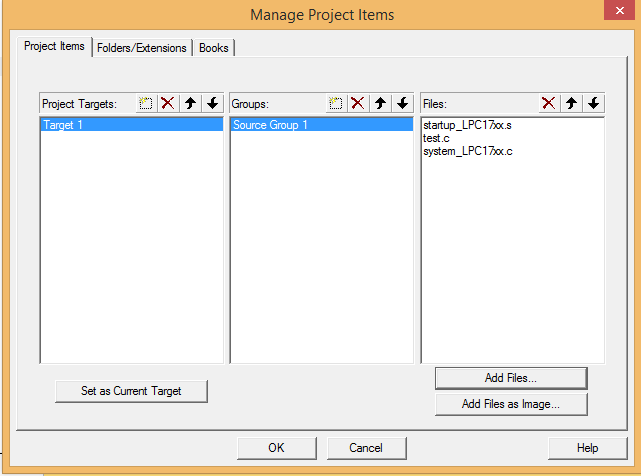 Manage Project Items
Project Items
Folders/Extensions
Books
Project Targets:
Groups:
Files:
Target 1
Source Group 1
startup_LPC17xx.s
test.c
system_LPC17xx.c
Set as Current Target
Add Files...
Add Files as Image...
OK
Cancel
Help